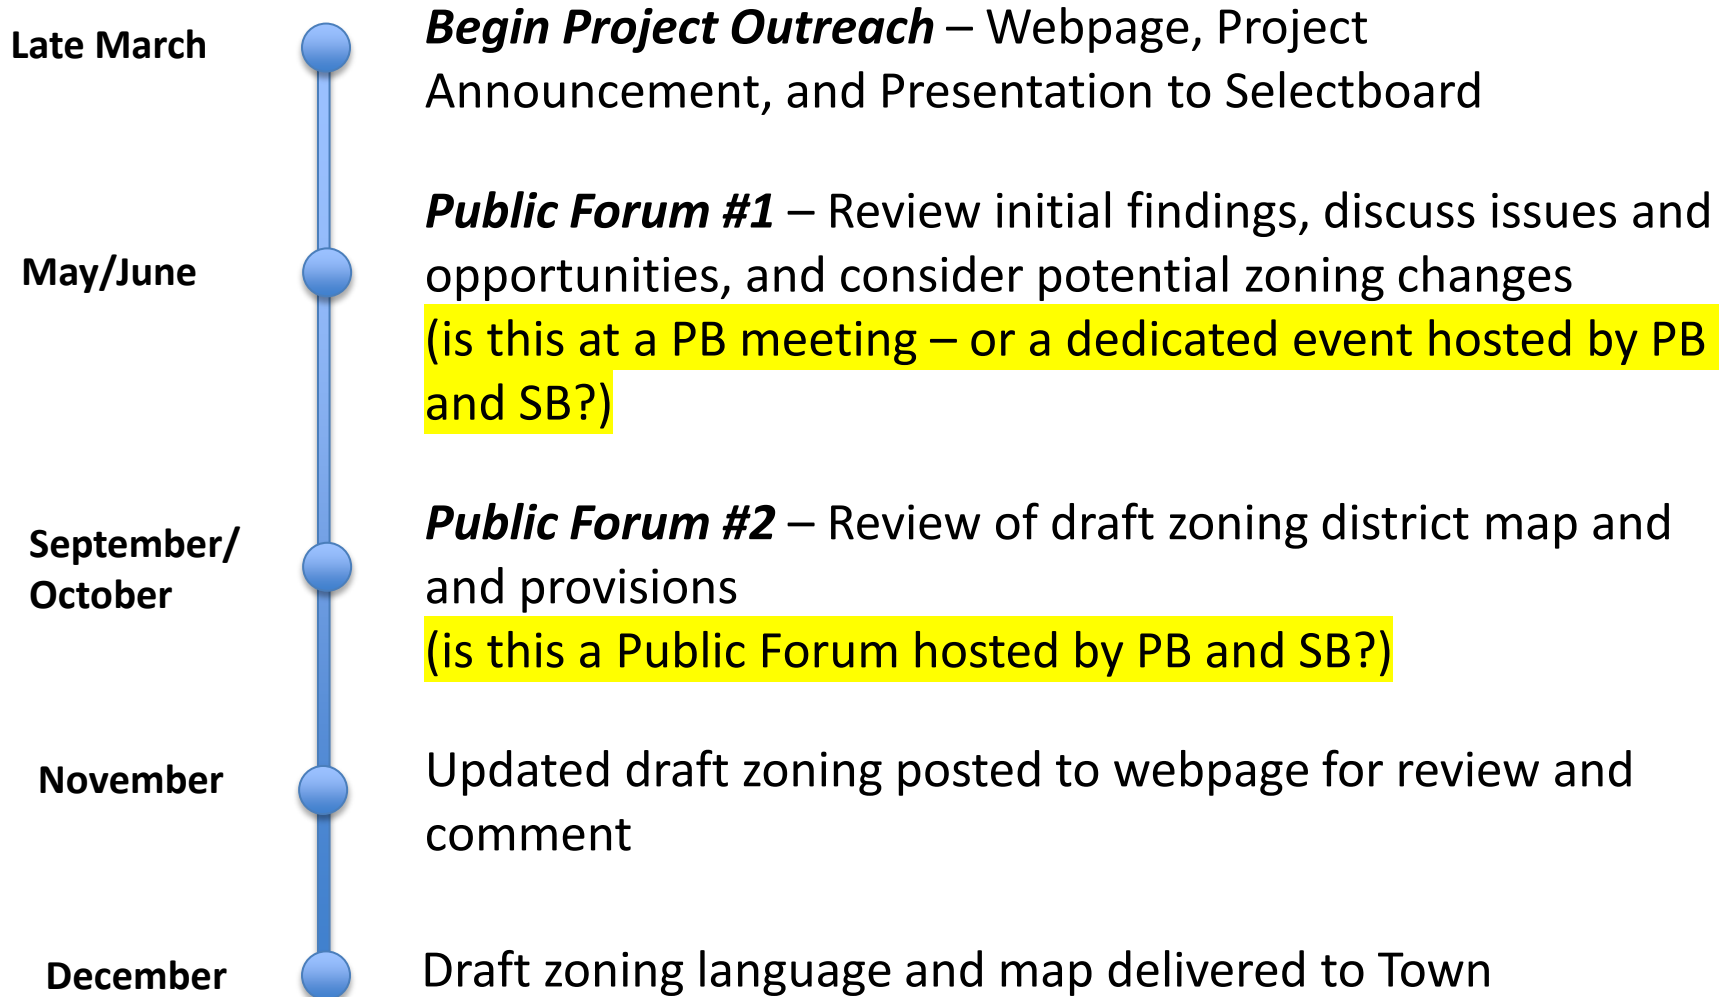 Late March
Begin Project Outreach – Webpage, Project
Announcement, and Presentation to Selectboard
May/June
Public Forum #1 – Review initial findings, discuss issues and
opportunities, and consider potential zoning changes
(is this at a PB meeting – or a dedicated event hosted by PB
and SB?)
September/
October
Public Forum #2 – Review of draft zoning district map and
and provisions
(is this a Public Forum hosted by PB and SB?)
November
Updated draft zoning posted to webpage for review and
comment
December
Draft zoning language and map delivered to Town